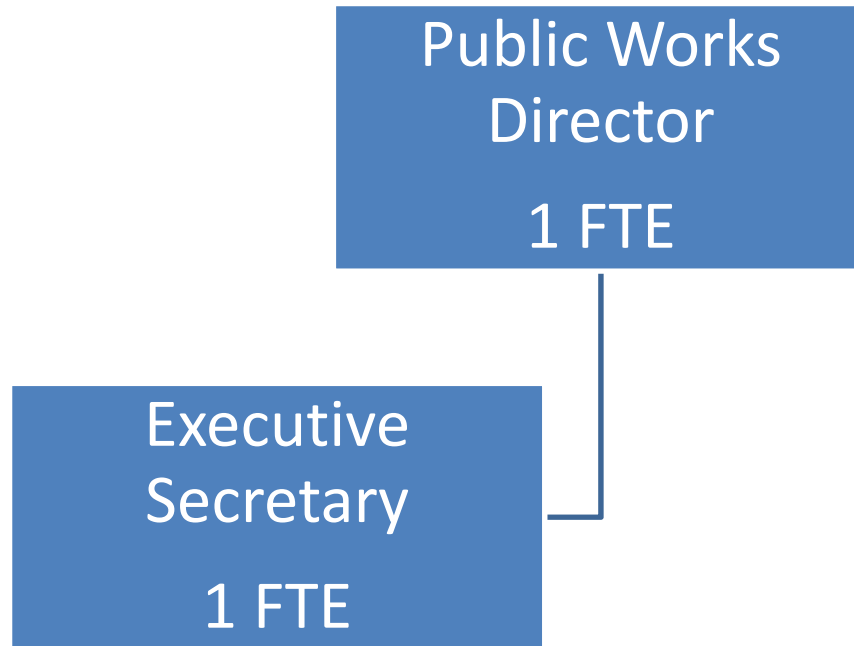 Public Works
Director
1 FTE
Executive
Secretary
1 FTE